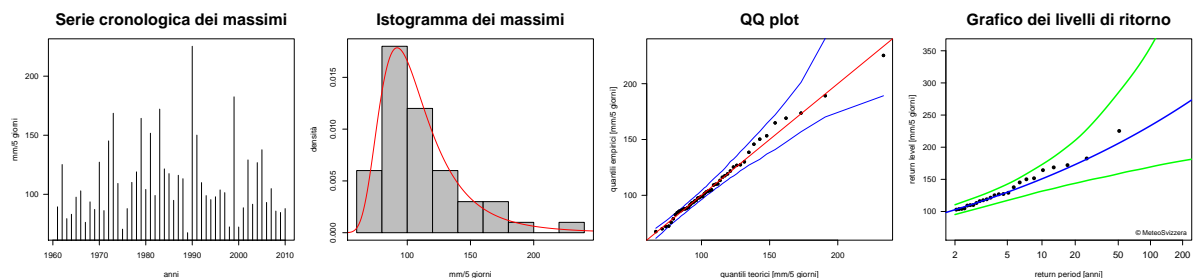 Serie cronologica dei massimi
mm/5 giorni
100
150
200
1960
1970
1980
1990
2000
2010
anni
Istogramma dei massimi
densità
0.000
0.005
0.010
0.015
100
150
200
mm/5 giorni
QQ plot
quantili empirici [mm/5 giorni]
100
150
200
100
150
200
quantili teorici [mm/5 giorni]
Grafico dei livelli di ritorno
return level [mm/5 giorni]
100
150
200
250
300
350
2
5
10
20
50
100
200
return period [anni]
© MeteoSvizzera